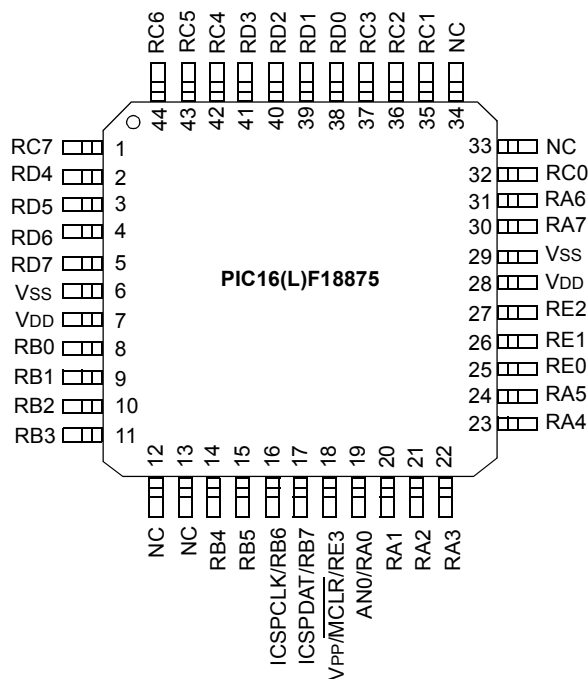 RC6
RC5
RC4
RD3
RD2
RD1
RD0
RC3
RC2
RC1
NC
44
43
42
41
40
39
38
37
36
35
34
RC7 1
RD4 2
RD5 3
RD6 4
RD7 5
VSS 6
VDD 7
RB0 8
RB1 9
RB2 10
RB3 11
PIC16(L)F18875
33 NC
32 RC0
31 RA6
30 RA7
29 VSS
28 VDD
27 RE2
26 RE1
25 RE0
24 RA5
23 RA4
12
13
14
15
16
17
18
19
20
21
22
NC
NC
RB4
RB5
ICSPCLK/RB6
ICSPDAT/RB7
VPP/MCLR/RE3
AN0/RA0
RA1
RA2
RA3